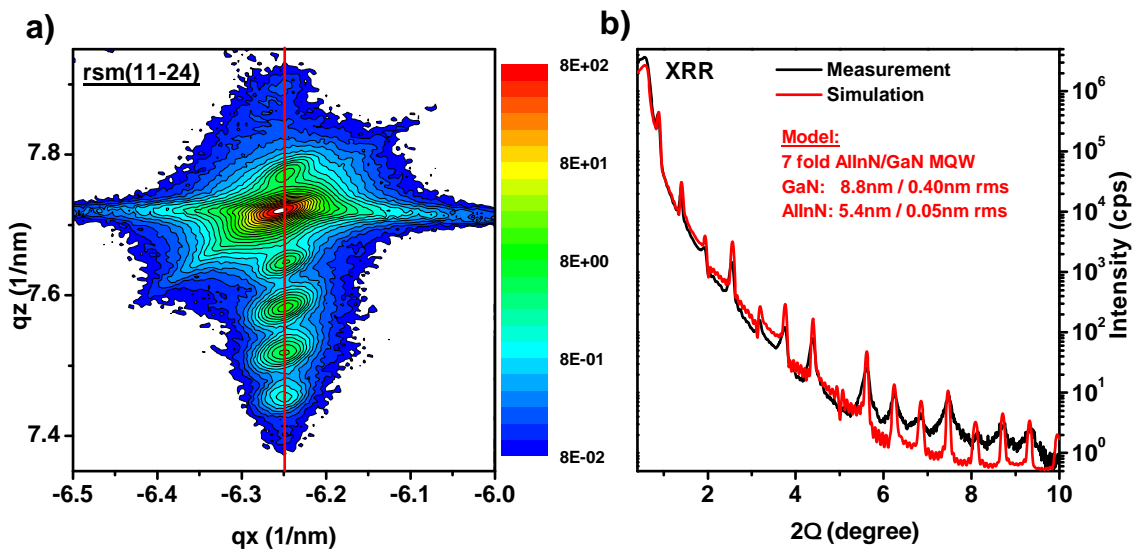 a)
rsm(11-24)
7.8
7.6
7.4
qz (1/nm)
-6.5
-6.4
-6.3
-6.2
-6.1
-6.0
qx (1/nm)
8E+02
8E+01
8E+00
8E-01
8E-02
b)
XRR
Measurement
Simulation
Model:
7 fold AlInN/GaN MQW
GaN: 8.8nm / 0.40nm rms
AlInN: 5.4nm / 0.05nm rms
10^6
10^5
10^4
10^3
10^2
10^1
10^0
Intensity (cps)
2
4
6
8
10
2Q (degree)